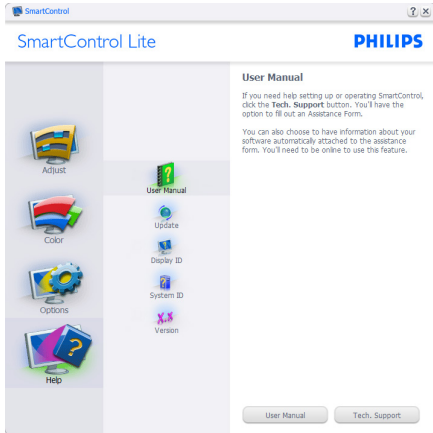 SmartControl
SmartControl Lite
PHILIPS
Adjust
Color
Options
Help
User Manual
Update
Display ID
System ID
X.X
Version
User Manual
If you need help setting up or operating SmartControl,
click the Tech. Support button. You'll have the
option to fill out an Assistance Form.
You can also choose to have information about your
software automatically attached to the assistance
form. You'll need to be online to use this feature.
User Manual
Tech. Support